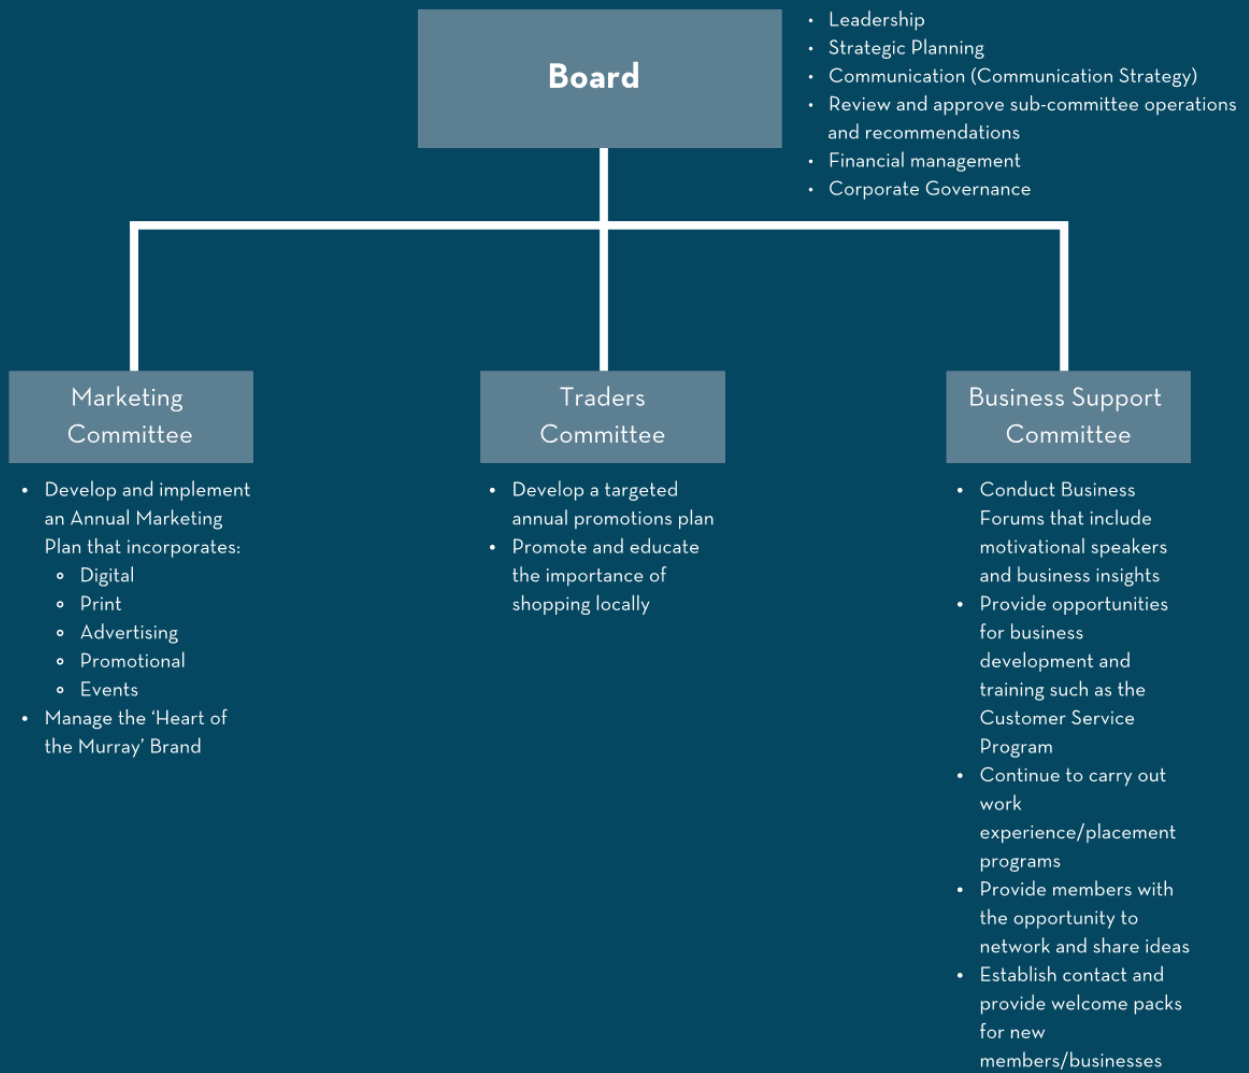 Board
• Leadership
• Strategic Planning
• Communication (Communication Strategy)
• Review and approve sub-committee operations
and recommendations
• Financial management
• Corporate Governance
Marketing
Committee
• Develop and implement
an Annual Marketing
Plan that incorporates:
◦ Digital
◦ Print
◦ Advertising
◦ Promotional
◦ Events
• Manage the ‘Heart of
the Murray’ Brand
Traders
Committee
• Develop a targeted
annual promotions plan
• Promote and educate
the importance of
shopping locally
Business Support
Committee
• Conduct Business
Forums that include
motivational speakers
and business insights
• Provide opportunities
for business
development and
training such as the
Customer Service
Program
• Continue to carry out
work
experience/placement
programs
• Provide members with
the opportunity to
network and share ideas
• Establish contact and
provide welcome packs
for new
members/businesses